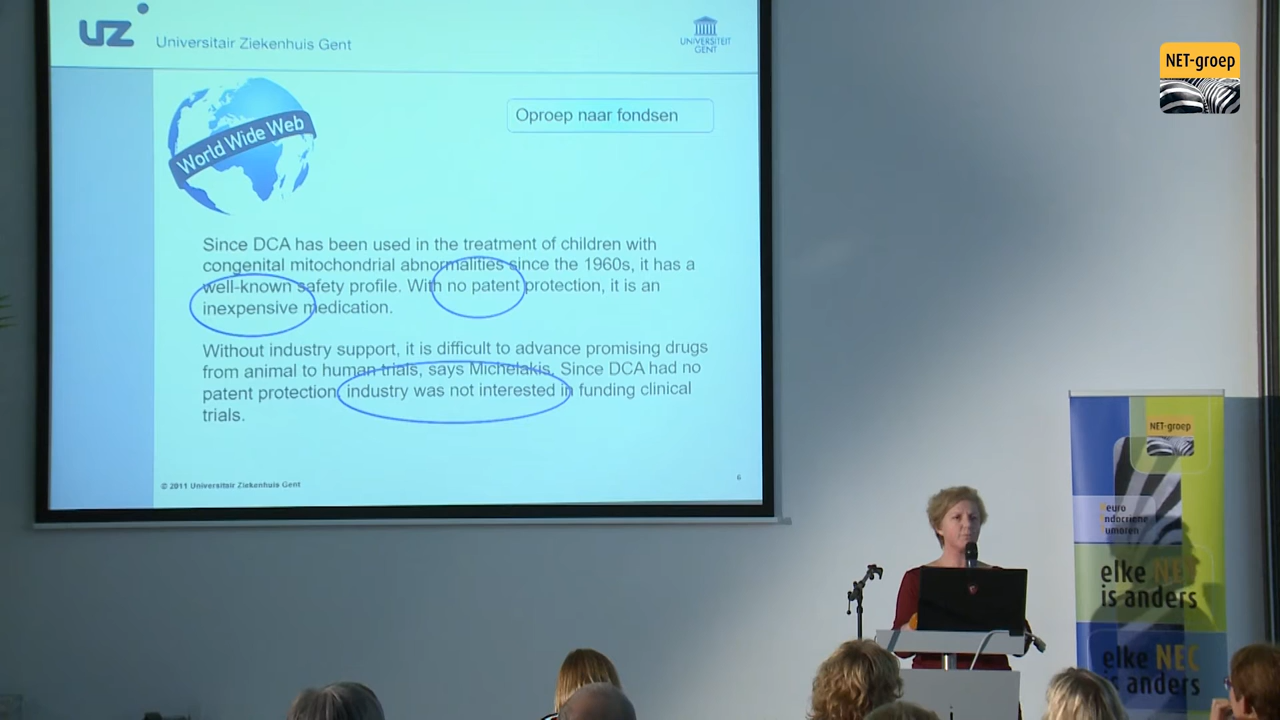 uz
Universitair Ziekenhuis Gent
UNIVERSITEIT
GENT
NET-groep
World Wide Web
Oproep naar fondsen
Since DCA has been used in the treatment of children with
congenital mitochondrial abnormalities since the 1960s, it has a
well-known safety profile. With no patent protection, it is an
inexpensive medication.
Without industry support, it is difficult to advance promising drugs
from animal to human trials, says Michelakis. Since DCA had no
patent protection, industry was not interested in funding clinical
trials.
© 2011 Universitair Ziekenhuis Gent
6
NET-groep
euro
ndocriene
umoren
elke NET
is anders
elke NEC
is anders